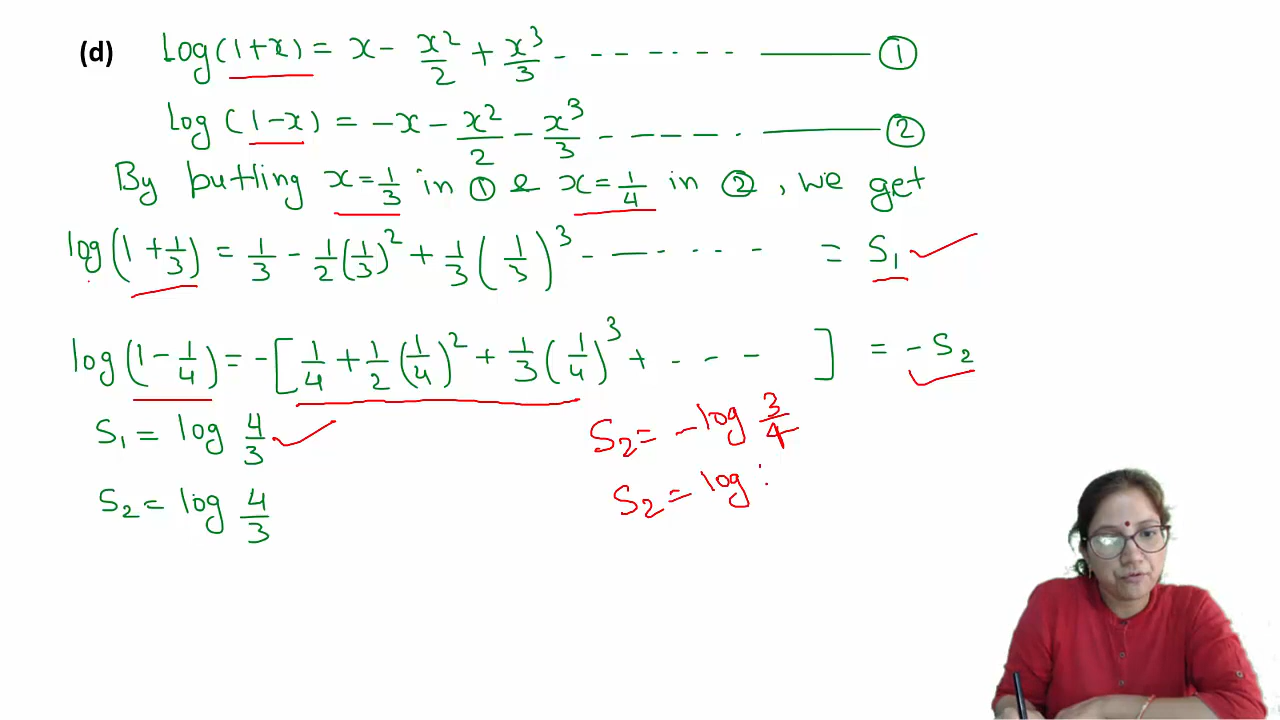 (d) Log(1+x) = x - x²/2 + x³/3 - - - - - - - - ——— ①
Log (1-x) = -x - x²/2 - x³/3 - - - - - . ——— ②
By putting x=1/3 in ① & x=1/4 in ②, we get
log(1+1/3) = 1/3 - 1/2(1/3)² + 1/3(1/3)³ - — - - - - = S₁ ✓
log(1-1/4) = -[1/4 + 1/2(1/4)² + 1/3(1/4)³ + - - - ] = -S₂
S₁ = log 4/3 ✓
S₂ = -log 3/4
S₂ = log 4/3
S₂ = log